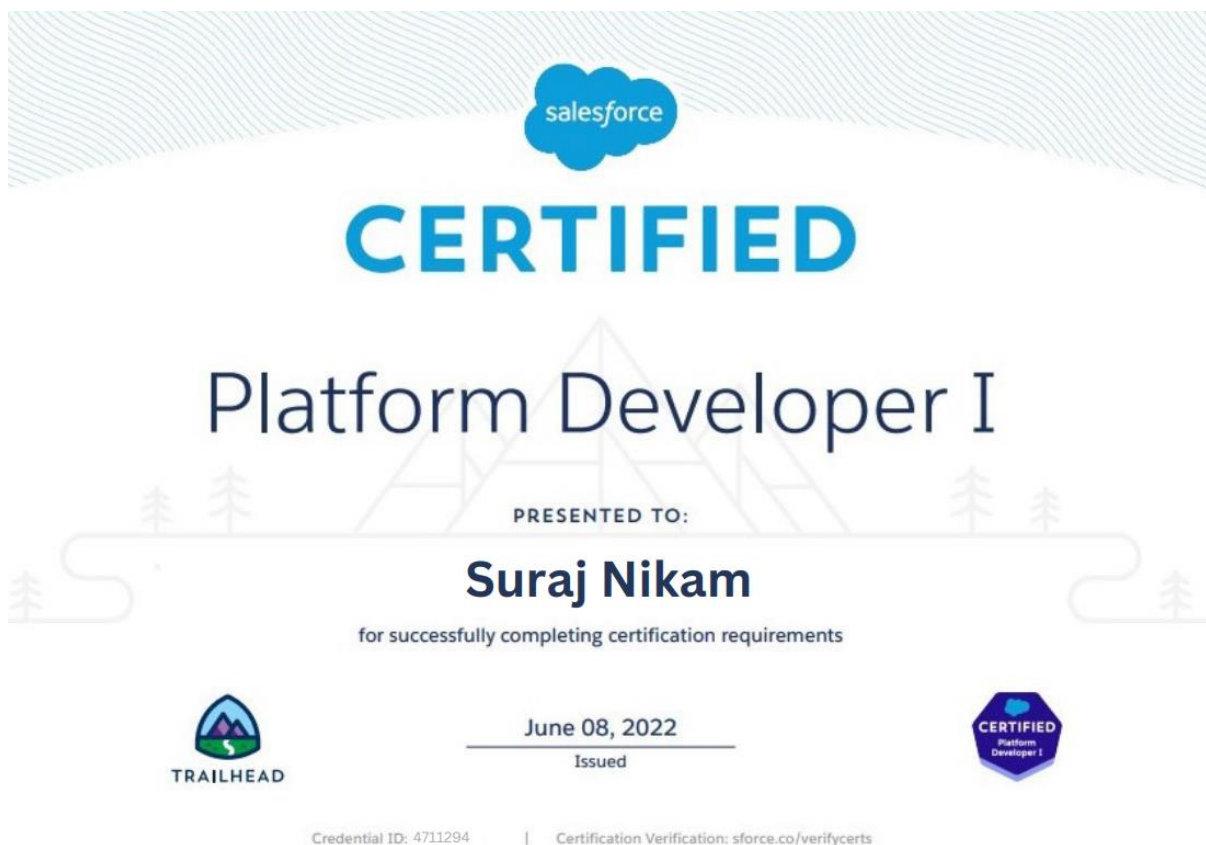 salesforce
CERTIFIED
Platform Developer I
PRESENTED TO:
Suraj Nikam
for successfully completing certification requirements
June 08, 2022
Issued
TRAILHEAD
CERTIFIED
Platform
Developer I
Credential ID: 4711294 | Certification Verification: sforce.co/verifycerts